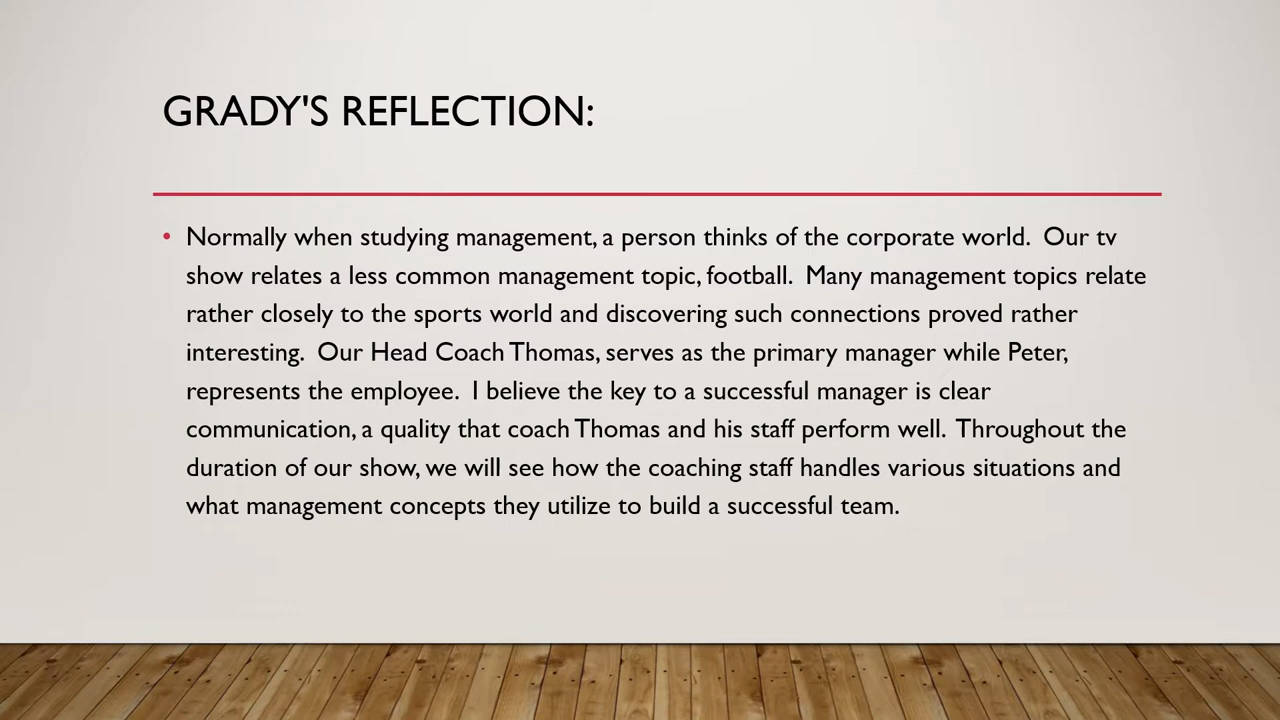 GRADY'S REFLECTION:
• Normally when studying management, a person thinks of the corporate world.  Our tv
show relates a less common management topic, football.  Many management topics relate
rather closely to the sports world and discovering such connections proved rather
interesting.  Our Head Coach Thomas, serves as the primary manager while Peter,
represents the employee.  I believe the key to a successful manager is clear
communication, a quality that coach Thomas and his staff perform well.  Throughout the
duration of our show, we will see how the coaching staff handles various situations and
what management concepts they utilize to build a successful team.